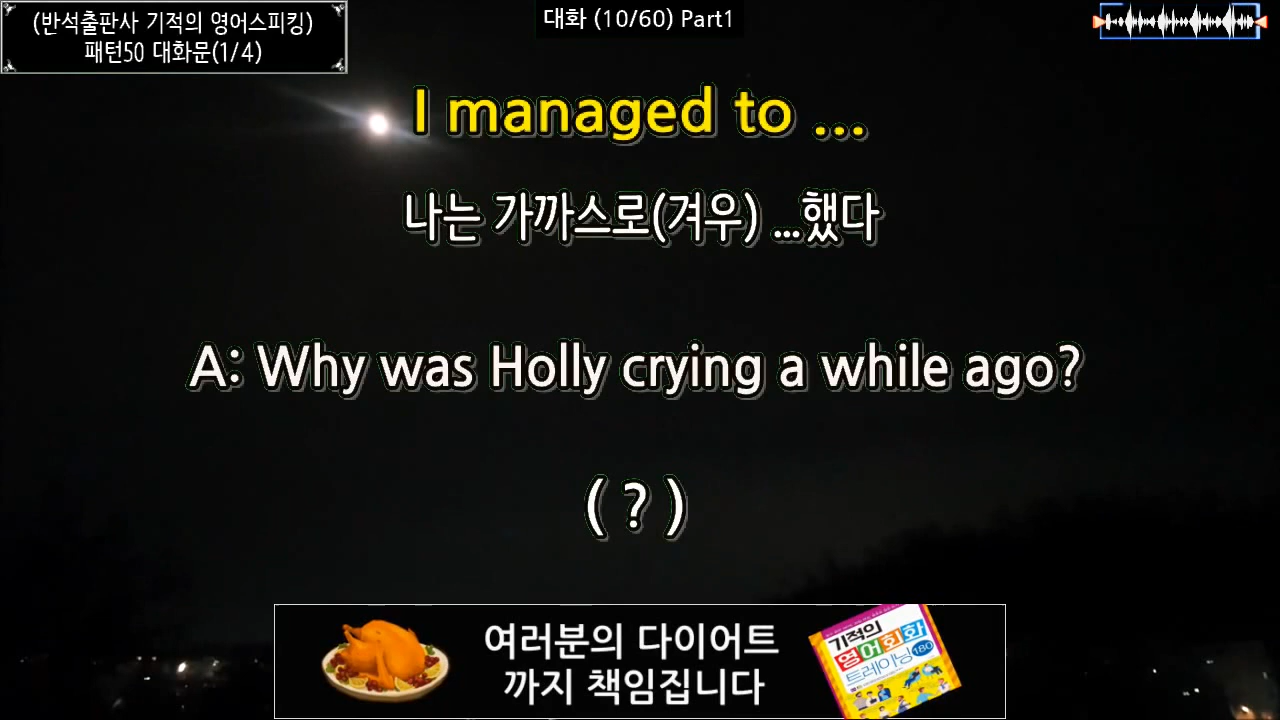 (반석출판사 기적의 영어스피킹)
패턴50 대화문(1/4)
대화 (10/60) Part1
I managed to ...
나는 가까스로(겨우) ...했다
A: Why was Holly crying a while ago?
( ? )
여러분의 다이어트
까지 책임집니다
기적의
영어회화
트레이닝 180